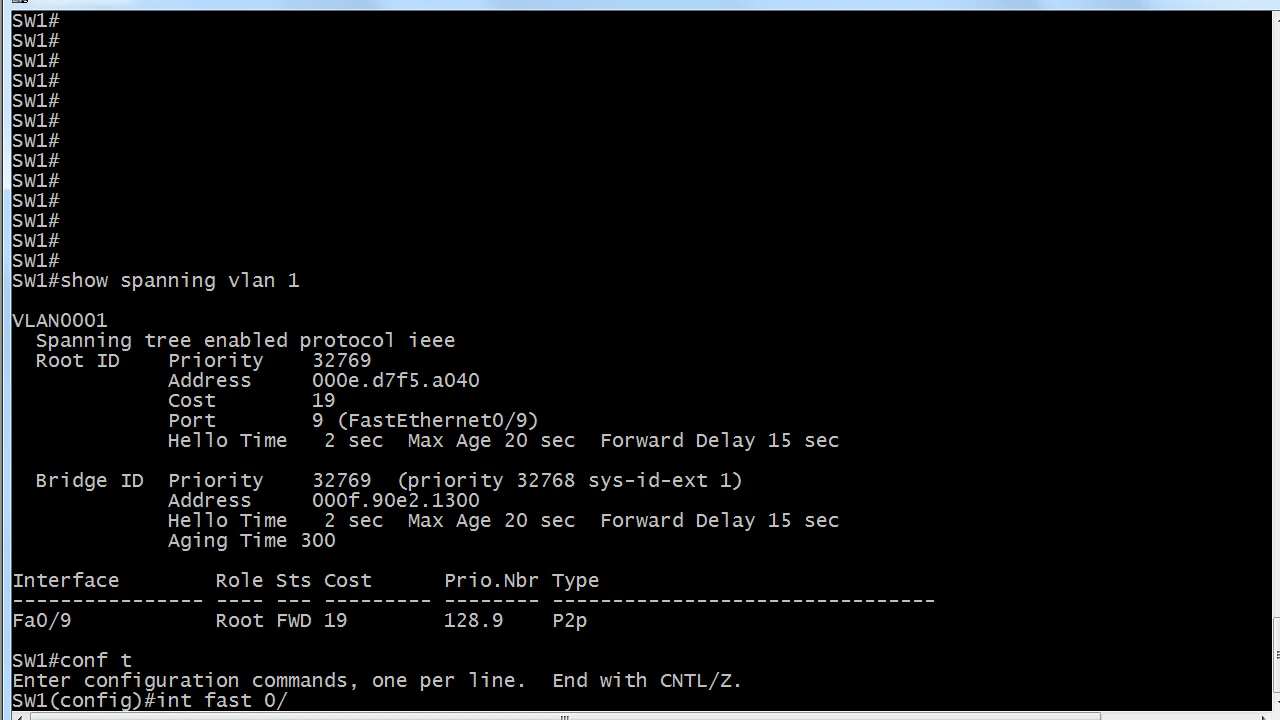 SW1#
SW1#
SW1#
SW1#
SW1#
SW1#
SW1#
SW1#
SW1#
SW1#
SW1#
SW1#
SW1#
SW1#show spanning vlan 1
VLAN0001
  Spanning tree enabled protocol ieee
  Root ID    Priority    32769
             Address     000e.d7f5.a040
             Cost        19
             Port        9 (FastEthernet0/9)
             Hello Time   2 sec  Max Age 20 sec  Forward Delay 15 sec
  Bridge ID  Priority    32769  (priority 32768 sys-id-ext 1)
             Address     000f.90e2.1300
             Hello Time   2 sec  Max Age 20 sec  Forward Delay 15 sec
             Aging Time 300
Interface        Role Sts Cost      Prio.Nbr Type
---------------- ---- --- --------- -------- --------------------------------
Fa0/9            Root FWD 19        128.9    P2p
SW1#conf t
Enter configuration commands, one per line.  End with CNTL/Z.
SW1(config)#int fast 0/